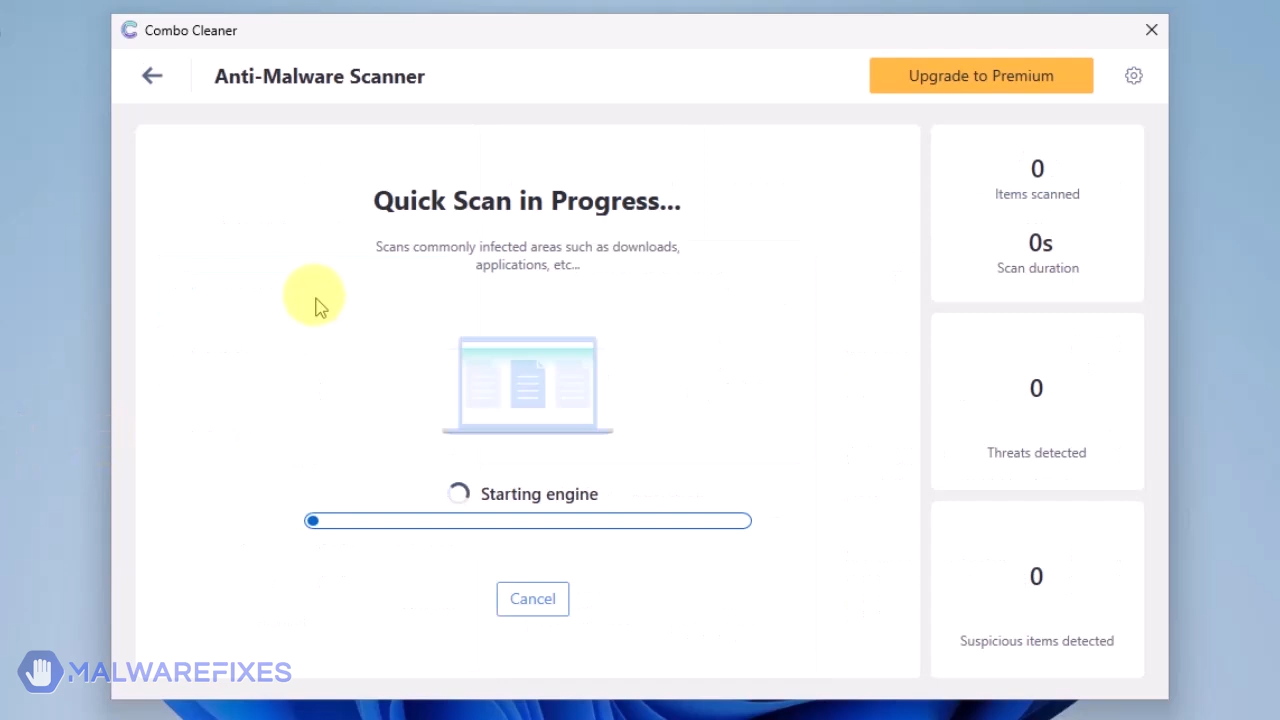 Combo Cleaner
Anti-Malware Scanner
Upgrade to Premium
Quick Scan in Progress...
Scans commonly infected areas such as downloads,
applications, etc...
Starting engine
Cancel
0
Items scanned
0s
Scan duration
0
Threats detected
0
Suspicious items detected
MALWAREFIXES